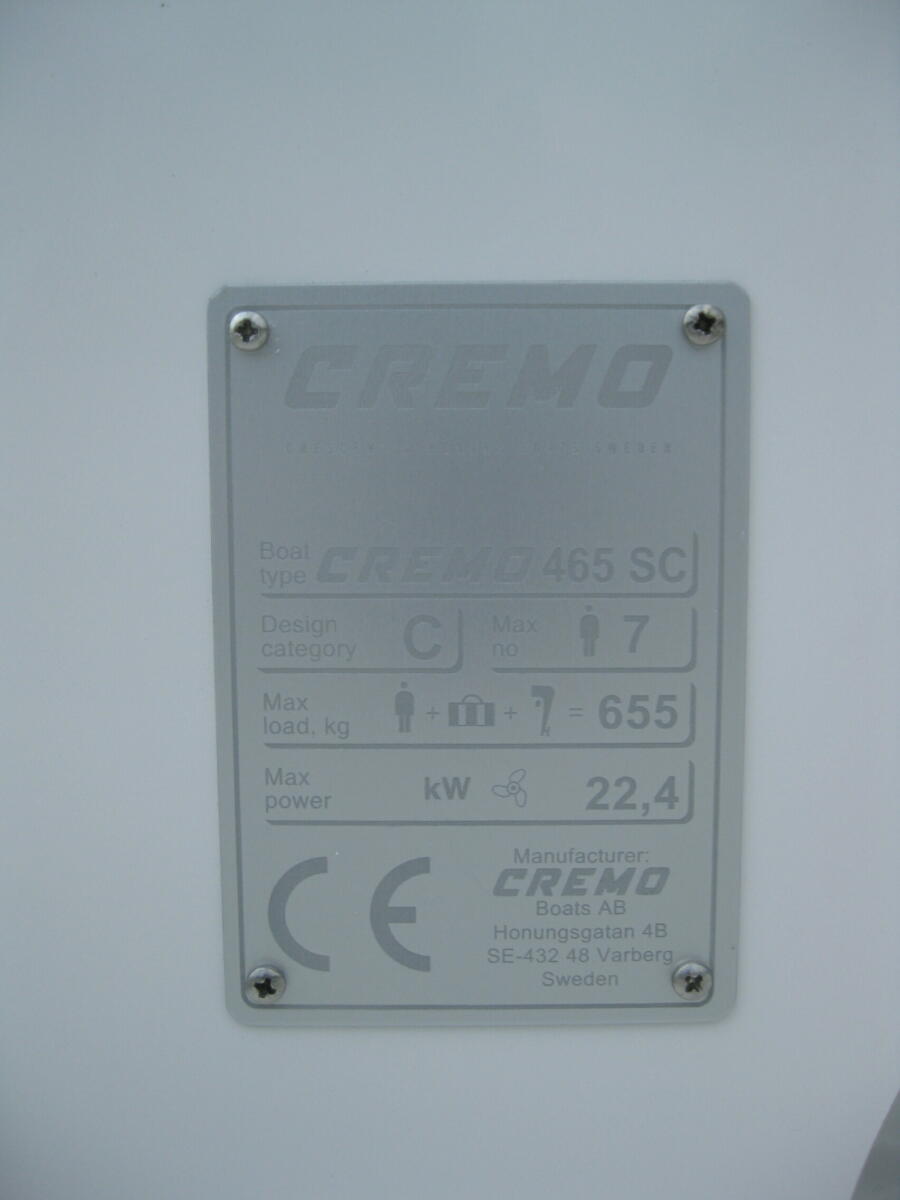 CREMO
SWEDEN
Boat type CREMO 465 SC
Design category C
Max no 7
Max load, kg + + = 655
Max power kW 22,4
CE
Manufacturer:
CREMO
Boats AB
Honungsgatan 4B
SE-432 48 Varberg
Sweden